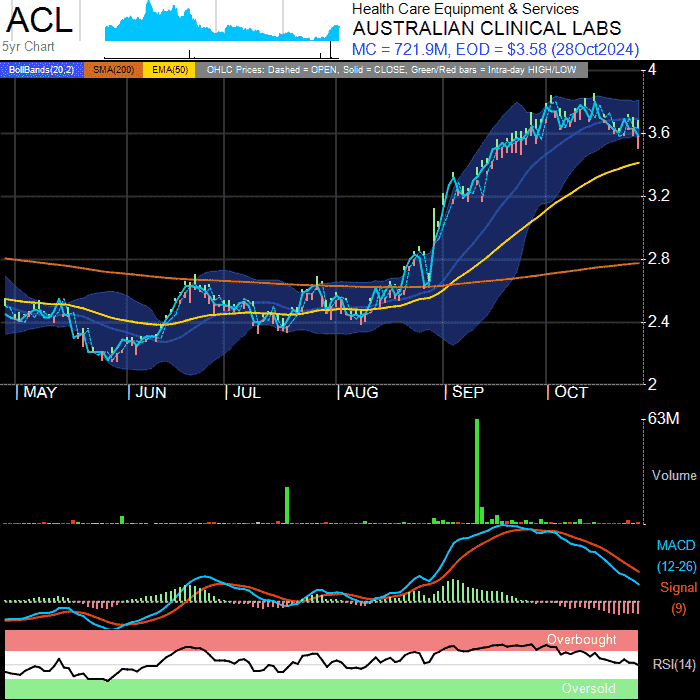 ACL
5yr Chart
Health Care Equipment & Services
AUSTRALIAN CLINICAL LABS
MC = 721.9M, EOD = $3.58 (28Oct2024)
BollBands(20,2) SMA(200) EMA(50) OHLC Prices: Dashed = OPEN, Solid = CLOSE, Green/Red bars = Intra-day HIGH/LOW
4
3.6
3.2
2.8
2.4
2
MAY JUN JUL AUG SEP OCT
63M
Volume
MACD
(12-26)
Signal
(9)
Overbought
RSI(14)
Oversold